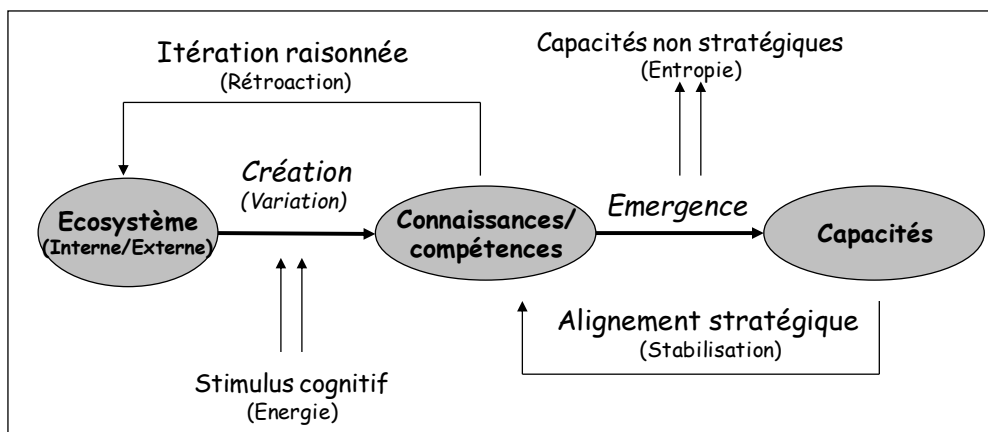 Itération raisonnée
(Rétroaction)
Capacités non stratégiques
(Entropie)
Création
(Variation)
Ecosystème
(Interne/Externe)
Connaissances/
compétences
Emergence
Capacités
Alignement stratégique
(Stabilisation)
Stimulus cognitif
(Energie)